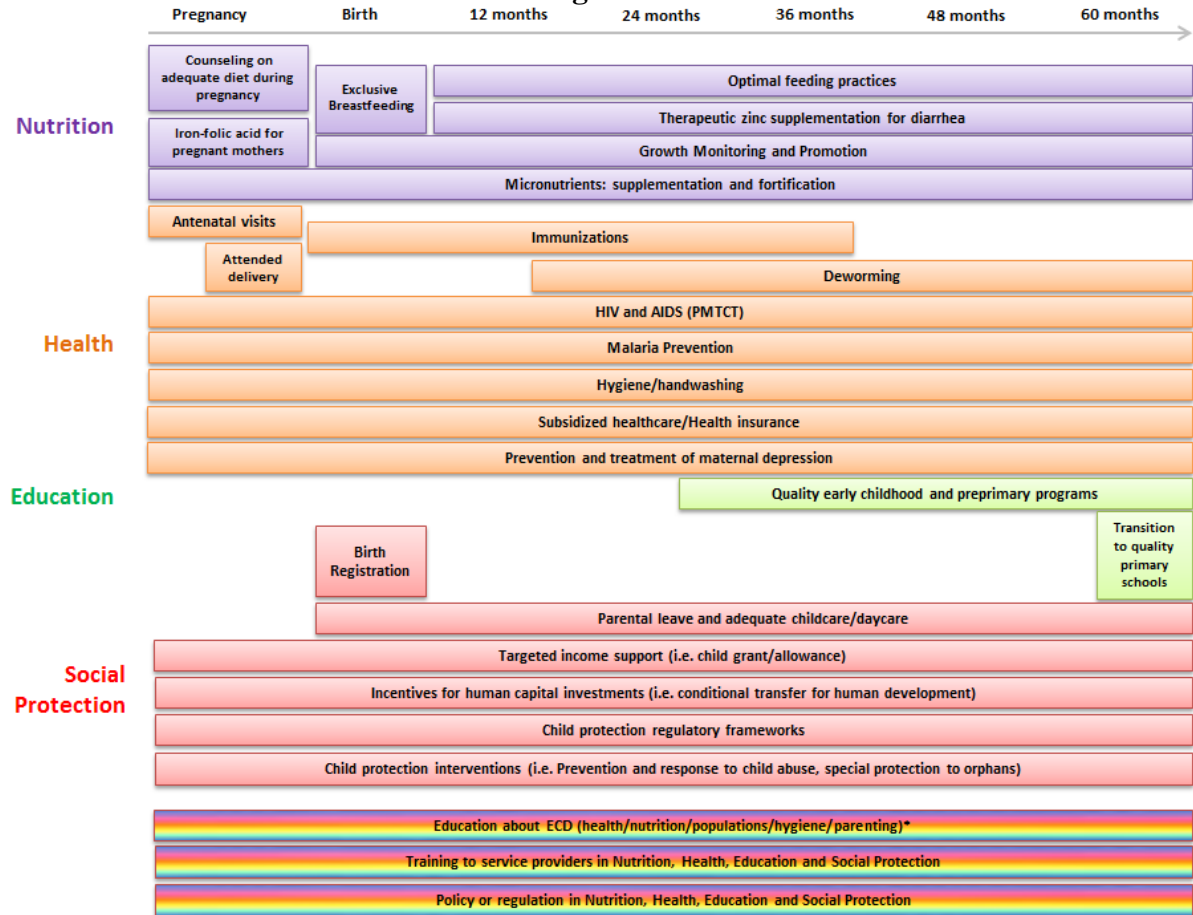 Pregnancy Birth 12 months 24 months 36 months 48 months 60 months
Nutrition
Counseling on
adequate diet during
pregnancy
Exclusive
Breastfeeding
Optimal feeding practices
Therapeutic zinc supplementation for diarrhea
Iron-folic acid for
pregnant mothers
Growth Monitoring and Promotion
Micronutrients: supplementation and fortification
Health
Antenatal visits
Immunizations
Attended
delivery
Deworming
HIV and AIDS (PMTCT)
Malaria Prevention
Hygiene/handwashing
Subsidized healthcare/Health insurance
Prevention and treatment of maternal depression
Education
Quality early childhood and preprimary programs
Transition
to quality
primary
schools
Social
Protection
Birth
Registration
Parental leave and adequate childcare/daycare
Targeted income support (i.e. child grant/allowance)
Incentives for human capital investments (i.e. conditional transfer for human development)
Child protection regulatory frameworks
Child protection interventions (i.e. Prevention and response to child abuse, special protection to orphans)
Education about ECD (health/nutrition/populations/hygiene/parenting)*
Training to service providers in Nutrition, Health, Education and Social Protection
Policy or regulation in Nutrition, Health, Education and Social Protection